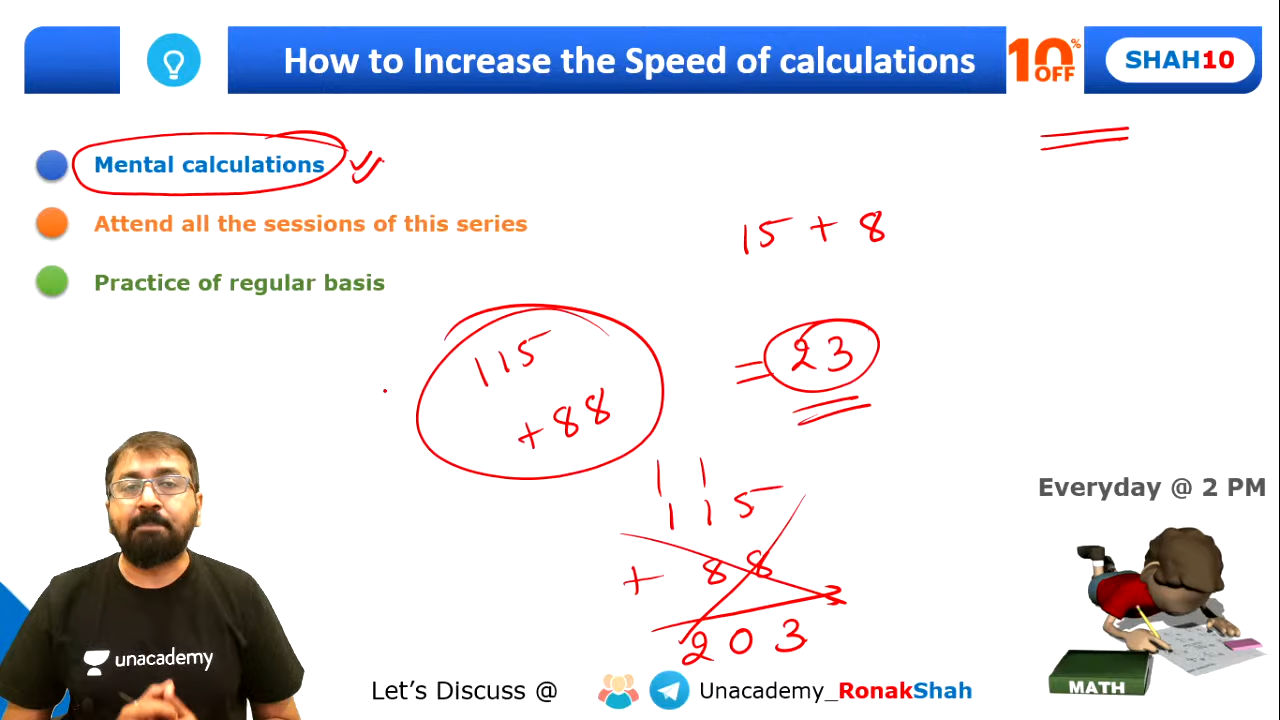 How to Increase the Speed of calculations
10% OFF
SHAH10
Mental calculations
Attend all the sessions of this series
Practice of regular basis
15 + 8
= 23
115
+ 88
1 1
115
+ 88
203
Everyday @ 2 PM
MATH
unacademy
Let’s Discuss @
Unacademy_RonakShah